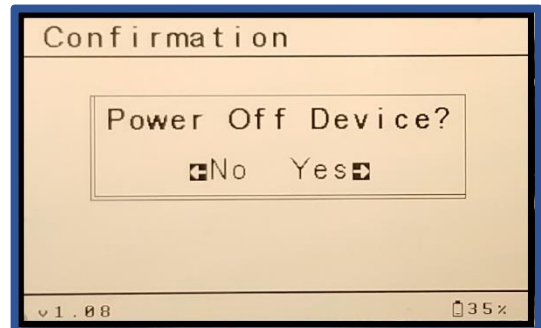 Confirmation
Power Off Device?
No Yes
v1.08 35%